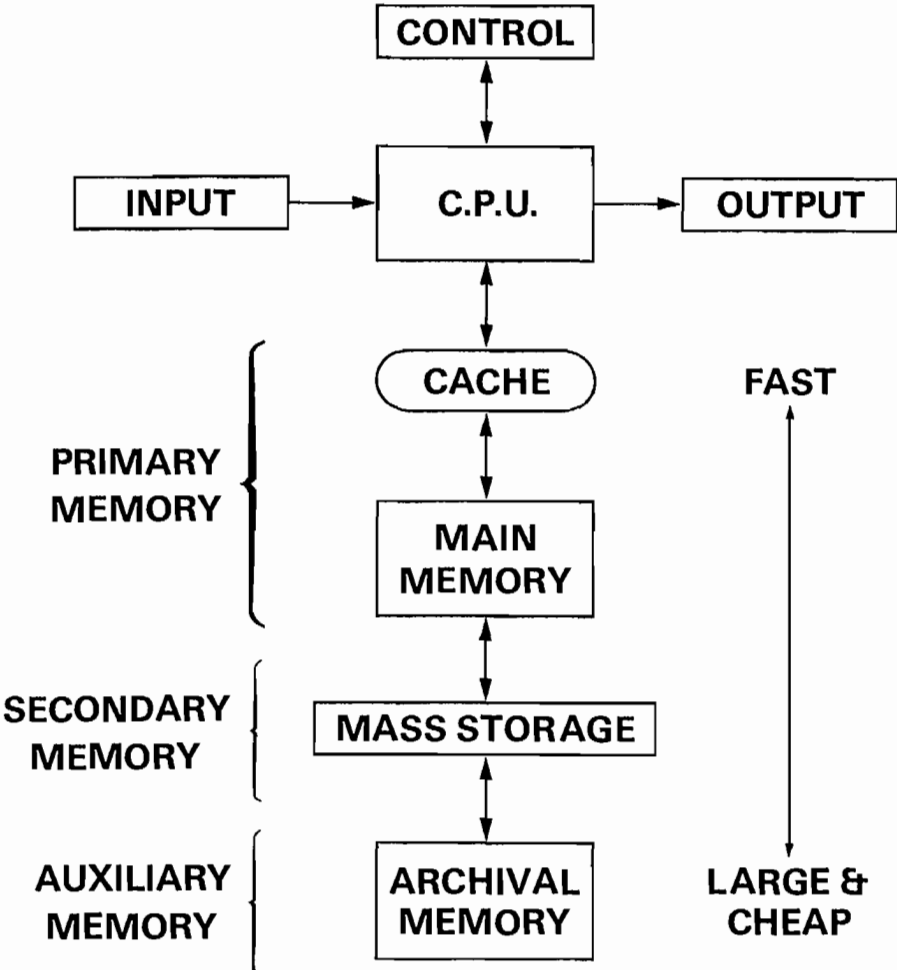 CONTROL
INPUT
C.P.U.
OUTPUT
CACHE
FAST
PRIMARY
MEMORY
MAIN
MEMORY
SECONDARY
MEMORY
MASS STORAGE
AUXILIARY
MEMORY
ARCHIVAL
MEMORY
LARGE &
CHEAP